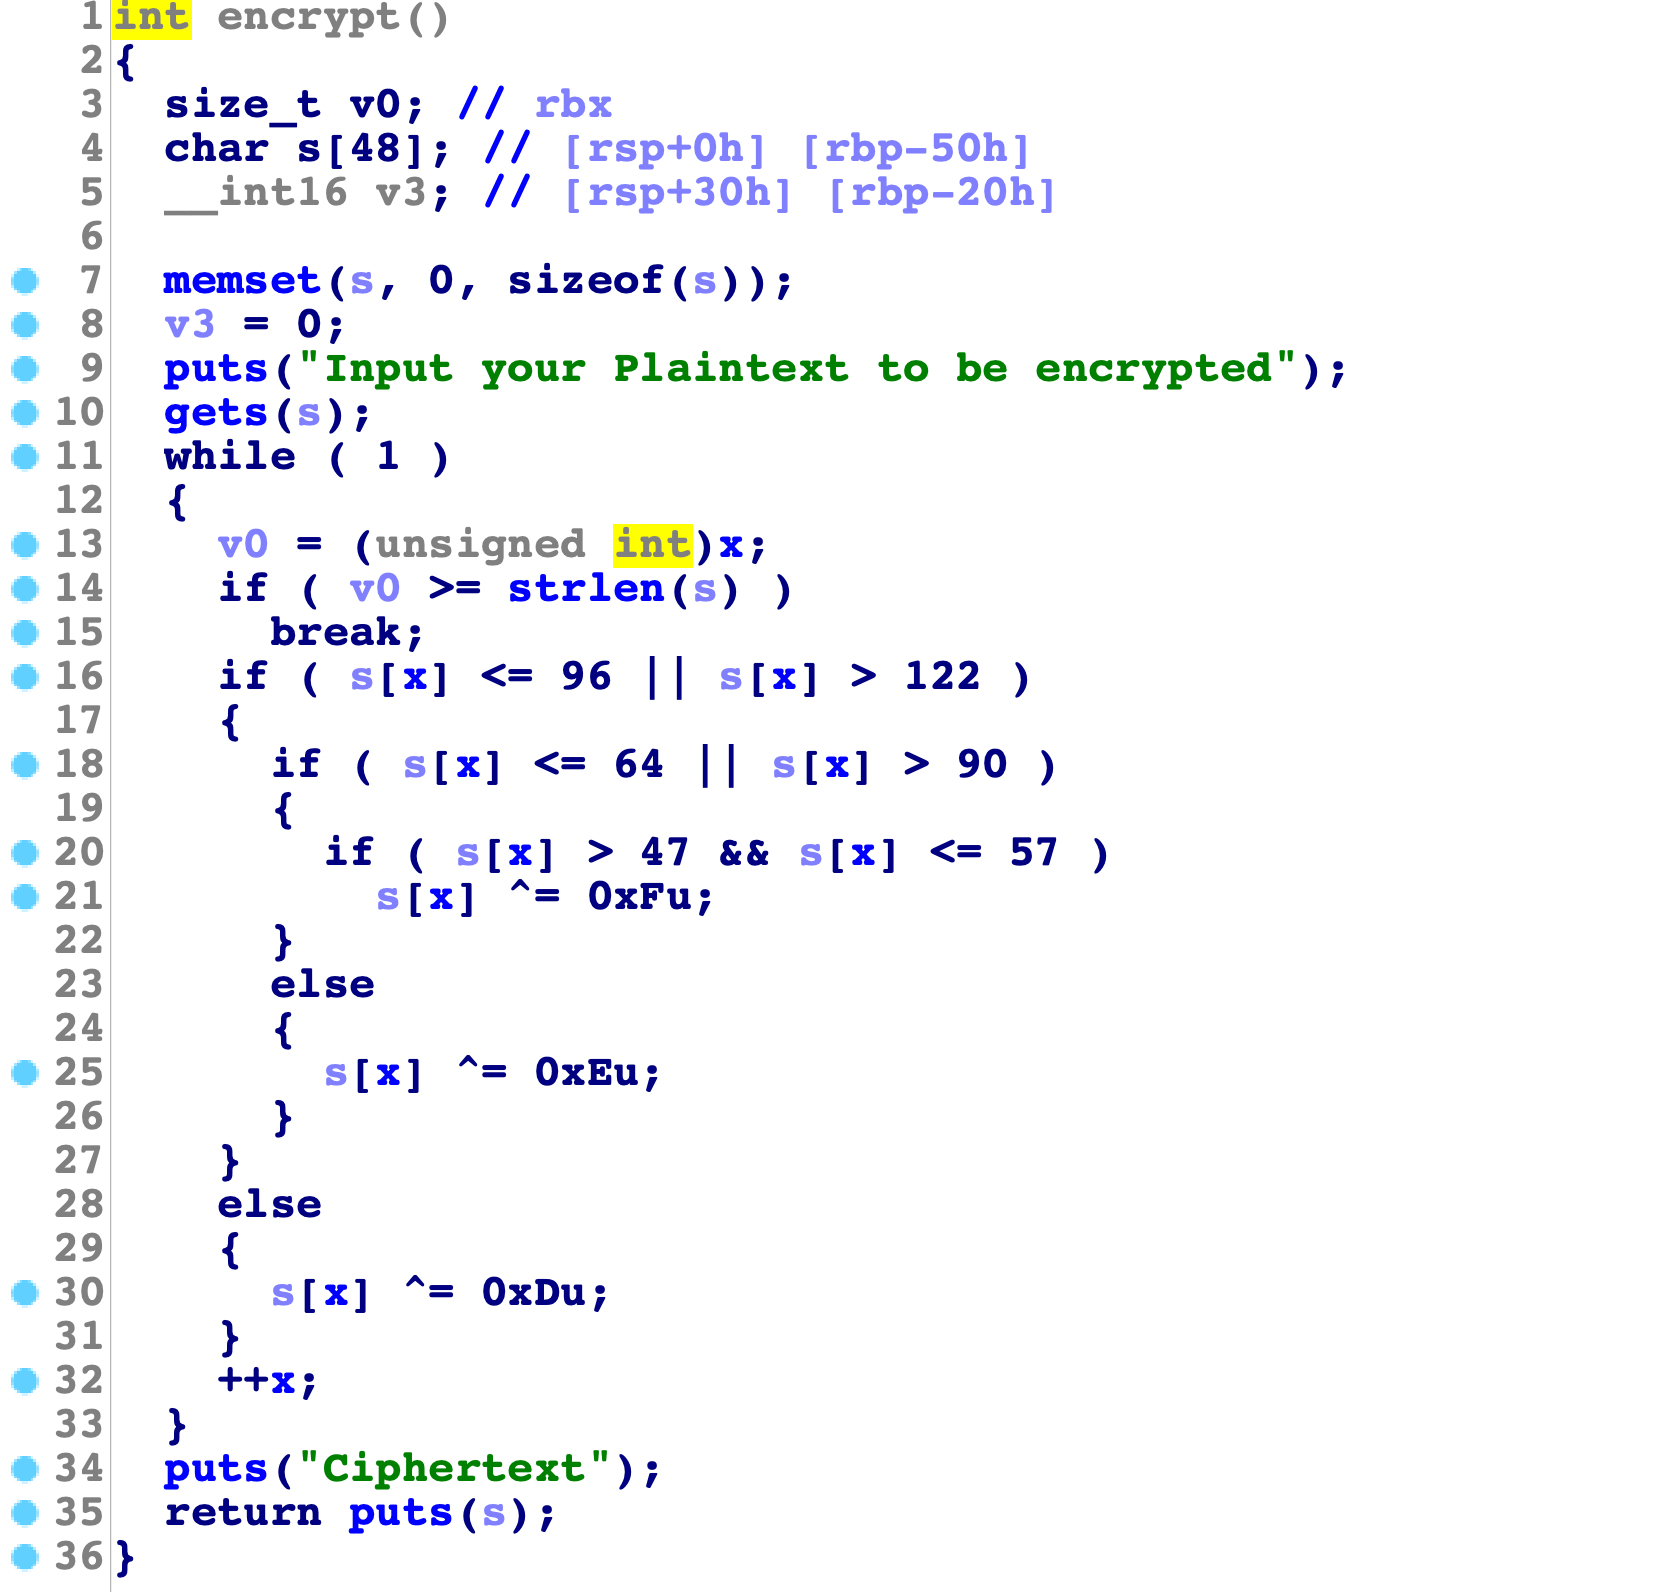 1 int encrypt()
2 {
3 size_t v0; // rbx
4 char s[48]; // [rsp+0h] [rbp-50h]
5 __int16 v3; // [rsp+30h] [rbp-20h]
6
7 memset(s, 0, sizeof(s));
8 v3 = 0;
9 puts("Input your Plaintext to be encrypted");
10 gets(s);
11 while ( 1 )
12 {
13 v0 = (unsigned int)x;
14 if ( v0 >= strlen(s) )
15 break;
16 if ( s[x] <= 96 || s[x] > 122 )
17 {
18 if ( s[x] <= 64 || s[x] > 90 )
19 {
20 if ( s[x] > 47 && s[x] <= 57 )
21 s[x] ^= 0xFu;
22 }
23 else
24 {
25 s[x] ^= 0xEu;
26 }
27 }
28 else
29 {
30 s[x] ^= 0xDu;
31 }
32 ++x;
33 }
34 puts("Ciphertext");
35 return puts(s);
36 }